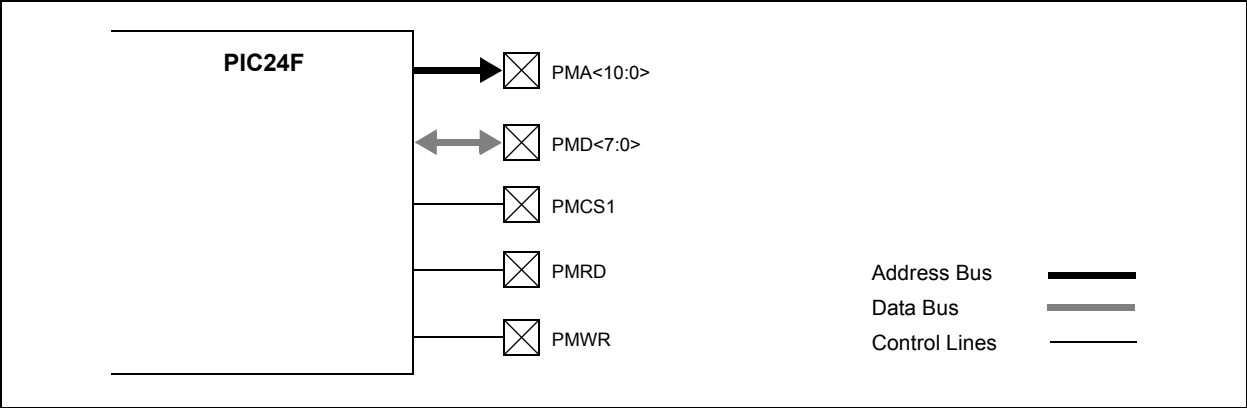 PIC24F
PMA<10:0>
PMD<7:0>
PMCS1
PMRD
PMWR
Address Bus
Data Bus
Control Lines